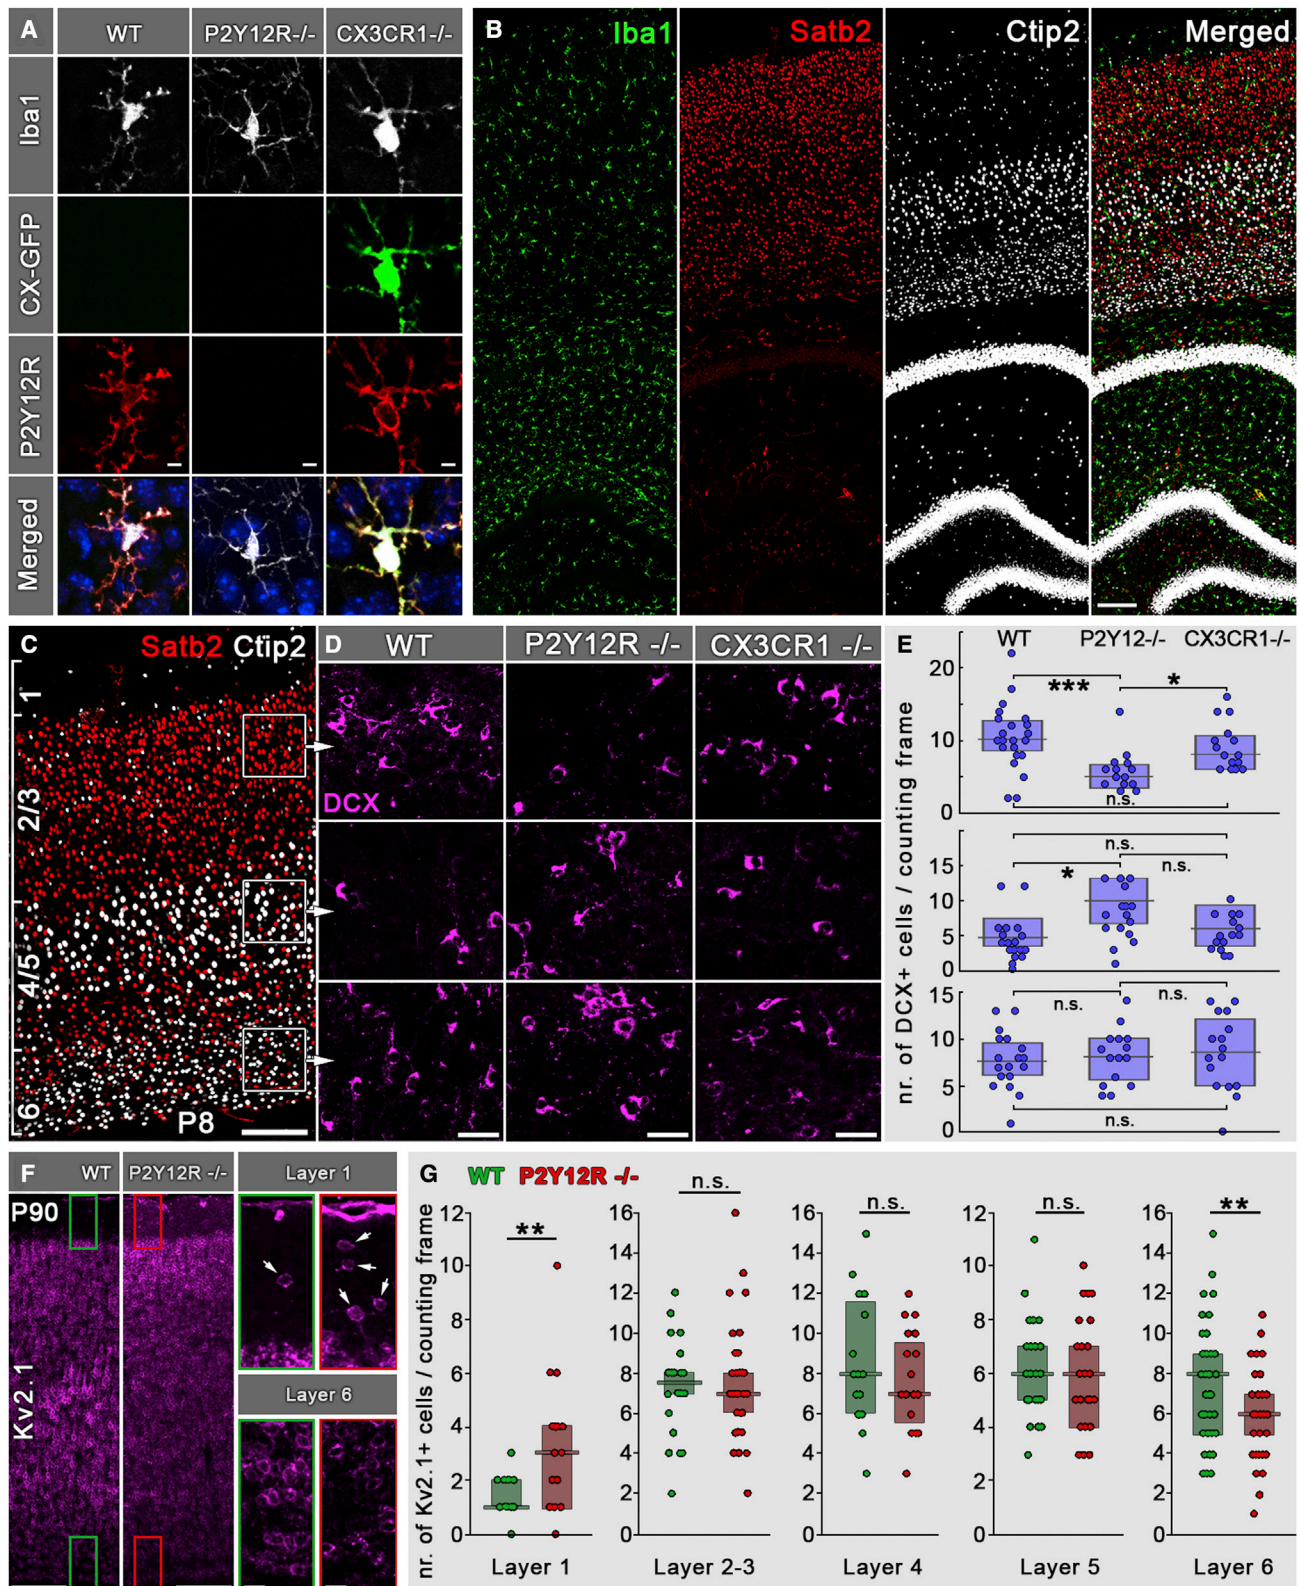 A
WT
P2Y12R-/-
CX3CR1-/-
Iba1
CX-GFP
P2Y12R
Merged
B
Iba1
Satb2
Ctip2
Merged
C
Satb2 Ctip2
1
2/3
4/5
6
P8
D
WT
P2Y12R -/-
CX3CR1 -/-
DCX
E
WT
P2Y12-/-
CX3CR1-/-
nr. of DCX+ cells / counting frame
20
10
0
***
*
n.s.
15
10
5
0
n.s.
*
n.s.
15
10
5
0
n.s.
n.s.
n.s.
F
WT
P2Y12R -/-
Layer 1
P90
Kv2.1
Layer 6
G
WT P2Y12R -/-
nr. of Kv2.1+ cells / counting frame
12
10
8
6
4
2
0
**
Layer 1
16
14
12
10
8
6
4
2
0
n.s.
Layer 2-3
16
14
12
10
8
6
4
2
0
n.s.
Layer 4
12
10
8
6
4
2
0
n.s.
Layer 5
16
14
12
10
8
6
4
2
0
**
Layer 6